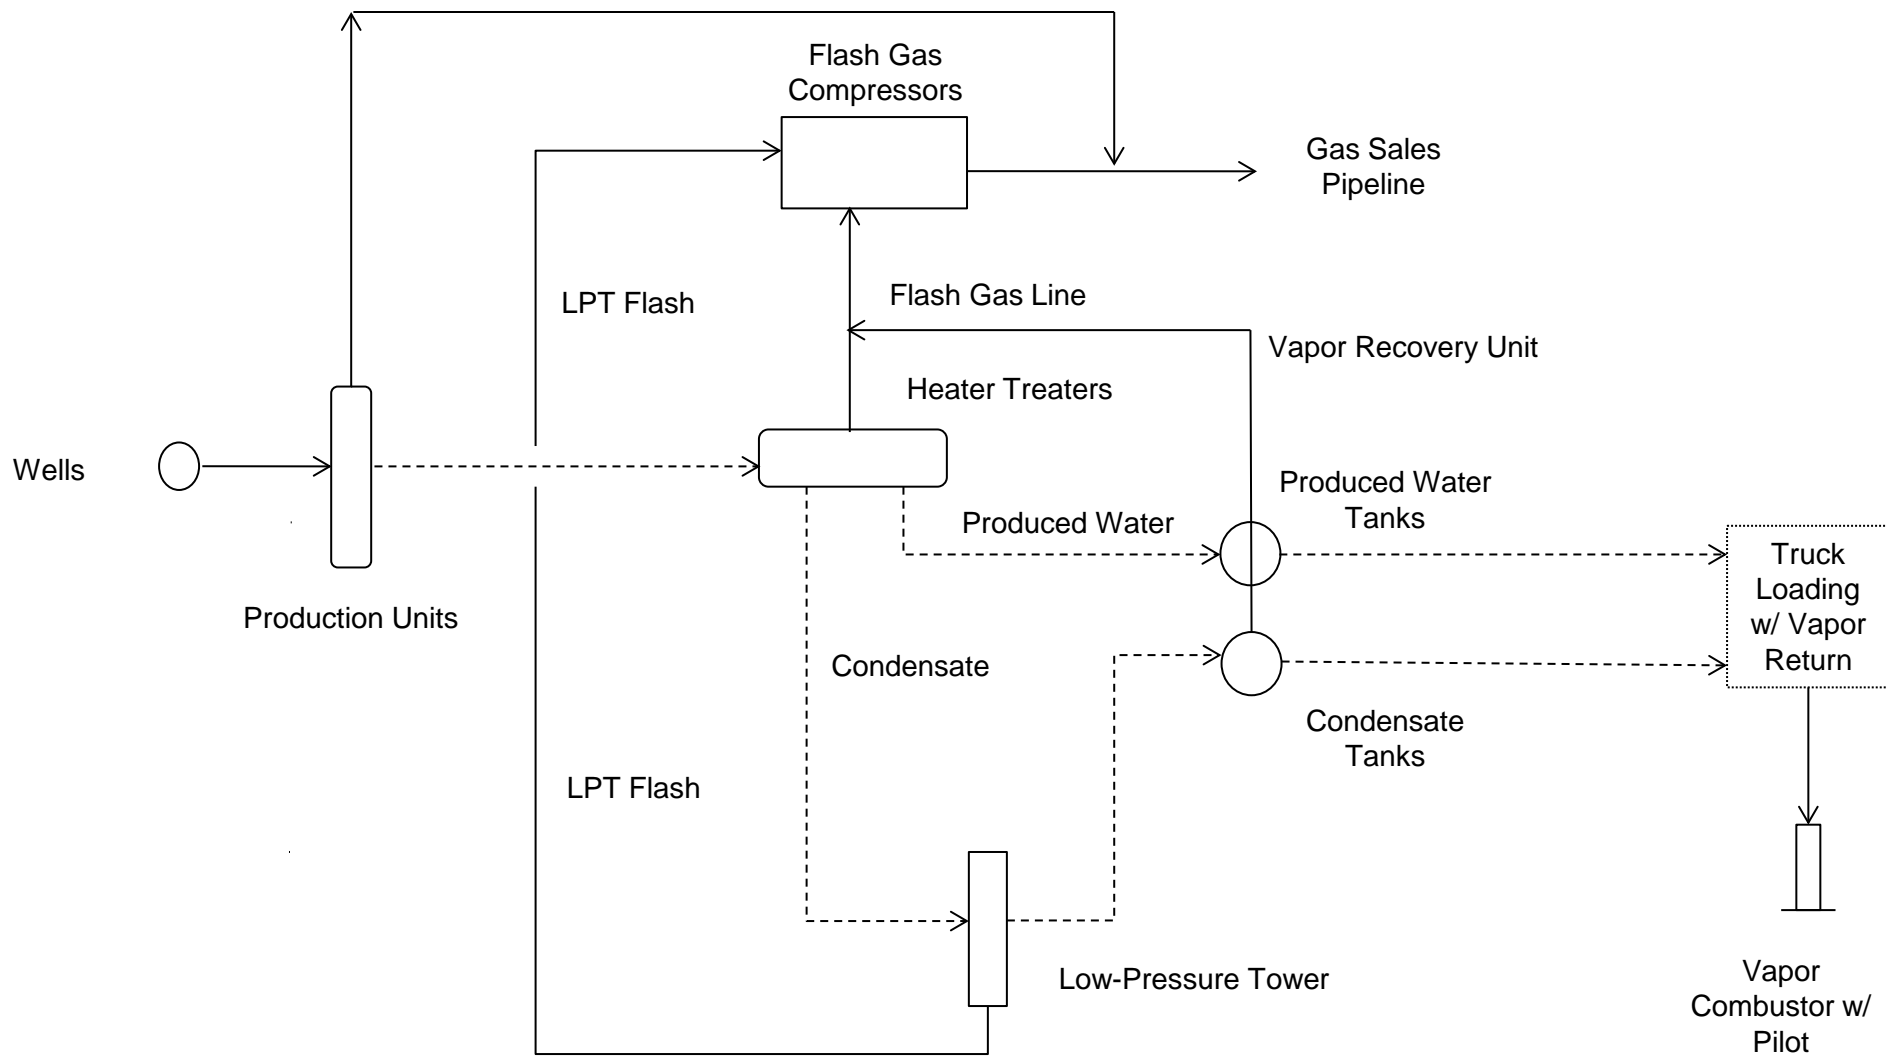 Flash Gas
Compressors
Gas Sales
Pipeline
LPT Flash
Flash Gas Line
Vapor Recovery Unit
Heater Treaters
Wells
Produced Water
Tanks
Produced Water
Truck
Loading
w/ Vapor
Return
Production Units
Condensate
Condensate
Tanks
LPT Flash
Low-Pressure Tower
Vapor
Combustor w/
Pilot